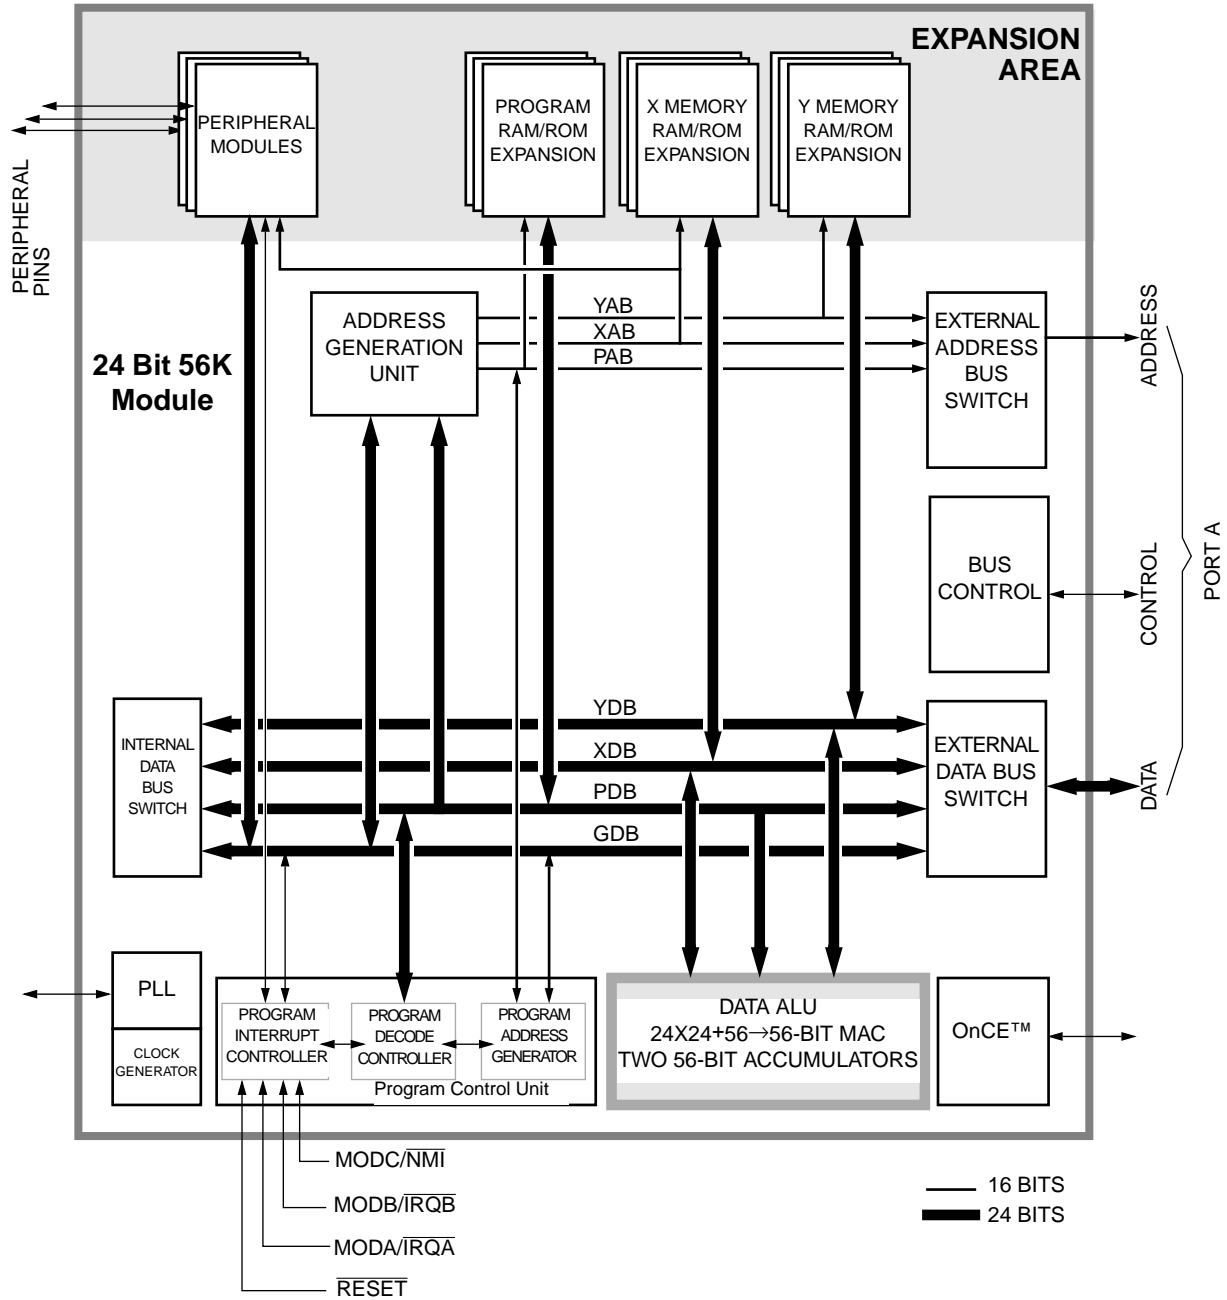 EXPANSION
AREA
PERIPHERAL
MODULES
PROGRAM
RAM/ROM
EXPANSION
X MEMORY
RAM/ROM
EXPANSION
Y MEMORY
RAM/ROM
EXPANSION
PERIPHERAL
PINS
24 Bit 56K
Module
ADDRESS
GENERATION
UNIT
YAB
XAB
PAB
EXTERNAL
ADDRESS
BUS
SWITCH
ADDRESS
BUS
CONTROL
CONTROL
PORT A
INTERNAL
DATA
BUS
SWITCH
YDB
XDB
PDB
GDB
EXTERNAL
DATA BUS
SWITCH
DATA
PLL
CLOCK
GENERATOR
PROGRAM
INTERRUPT
CONTROLLER
PROGRAM
DECODE
CONTROLLER
PROGRAM
ADDRESS
GENERATOR
Program Control Unit
DATA ALU
24X24+56→56-BIT MAC
TWO 56-BIT ACCUMULATORS
OnCE™
MODC/NMI
MODB/IRQB
MODA/IRQA
RESET
16 BITS
24 BITS